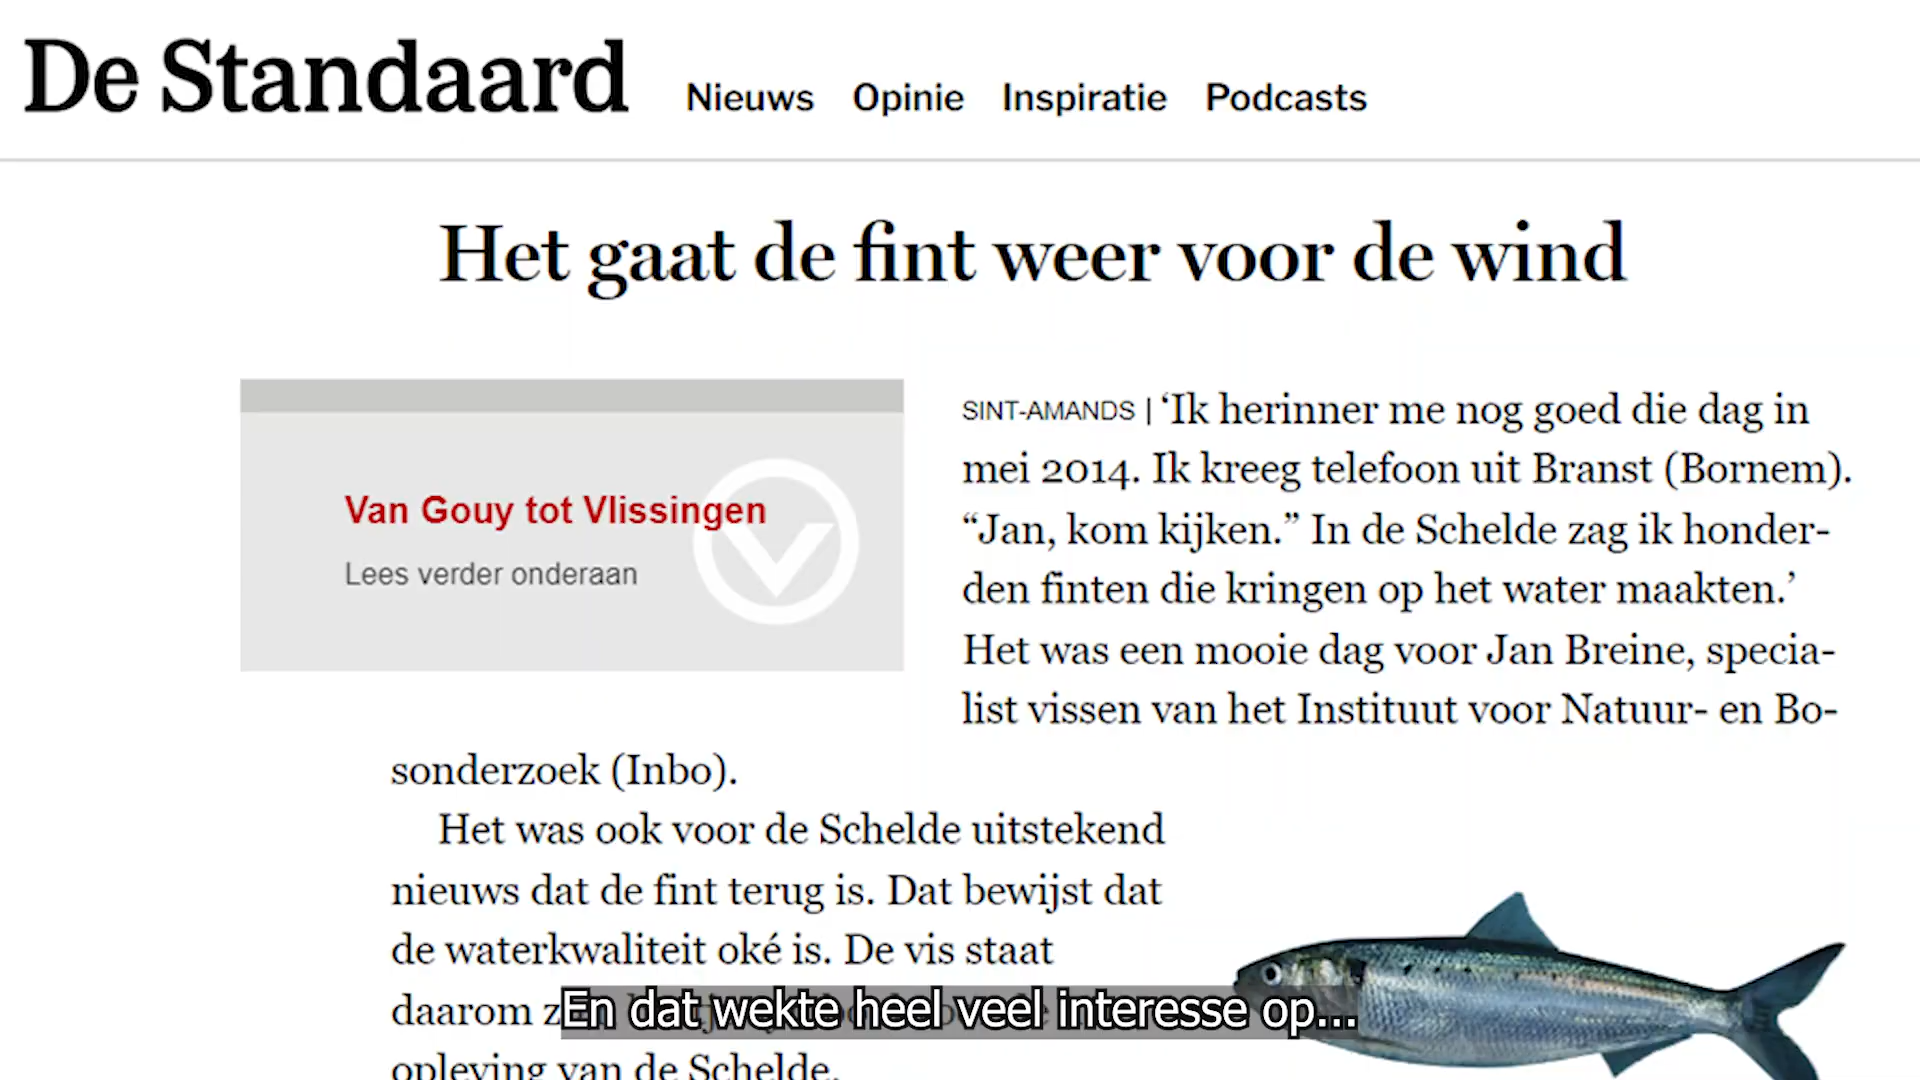 De Standaard
Nieuws Opinie Inspiratie Podcasts
Het gaat de fint weer voor de wind
Van Gouy tot Vlissingen
Lees verder onderaan
SINT-AMANDS | ‘Ik herinner me nog goed die dag in
mei 2014. Ik kreeg telefoon uit Branst (Bornem).
“Jan, kom kijken.” In de Schelde zag ik honder-
den finten die kringen op het water maakten.’
Het was een mooie dag voor Jan Breine, specia-
list vissen van het Instituut voor Natuur- en Bo-
sonderzoek (Inbo).
Het was ook voor de Schelde uitstekend
nieuws dat de fint terug is. Dat bewijst dat
de waterkwaliteit oké is. De vis staat
daarom
En dat wekte heel veel interesse op...
opleving van de Schelde.